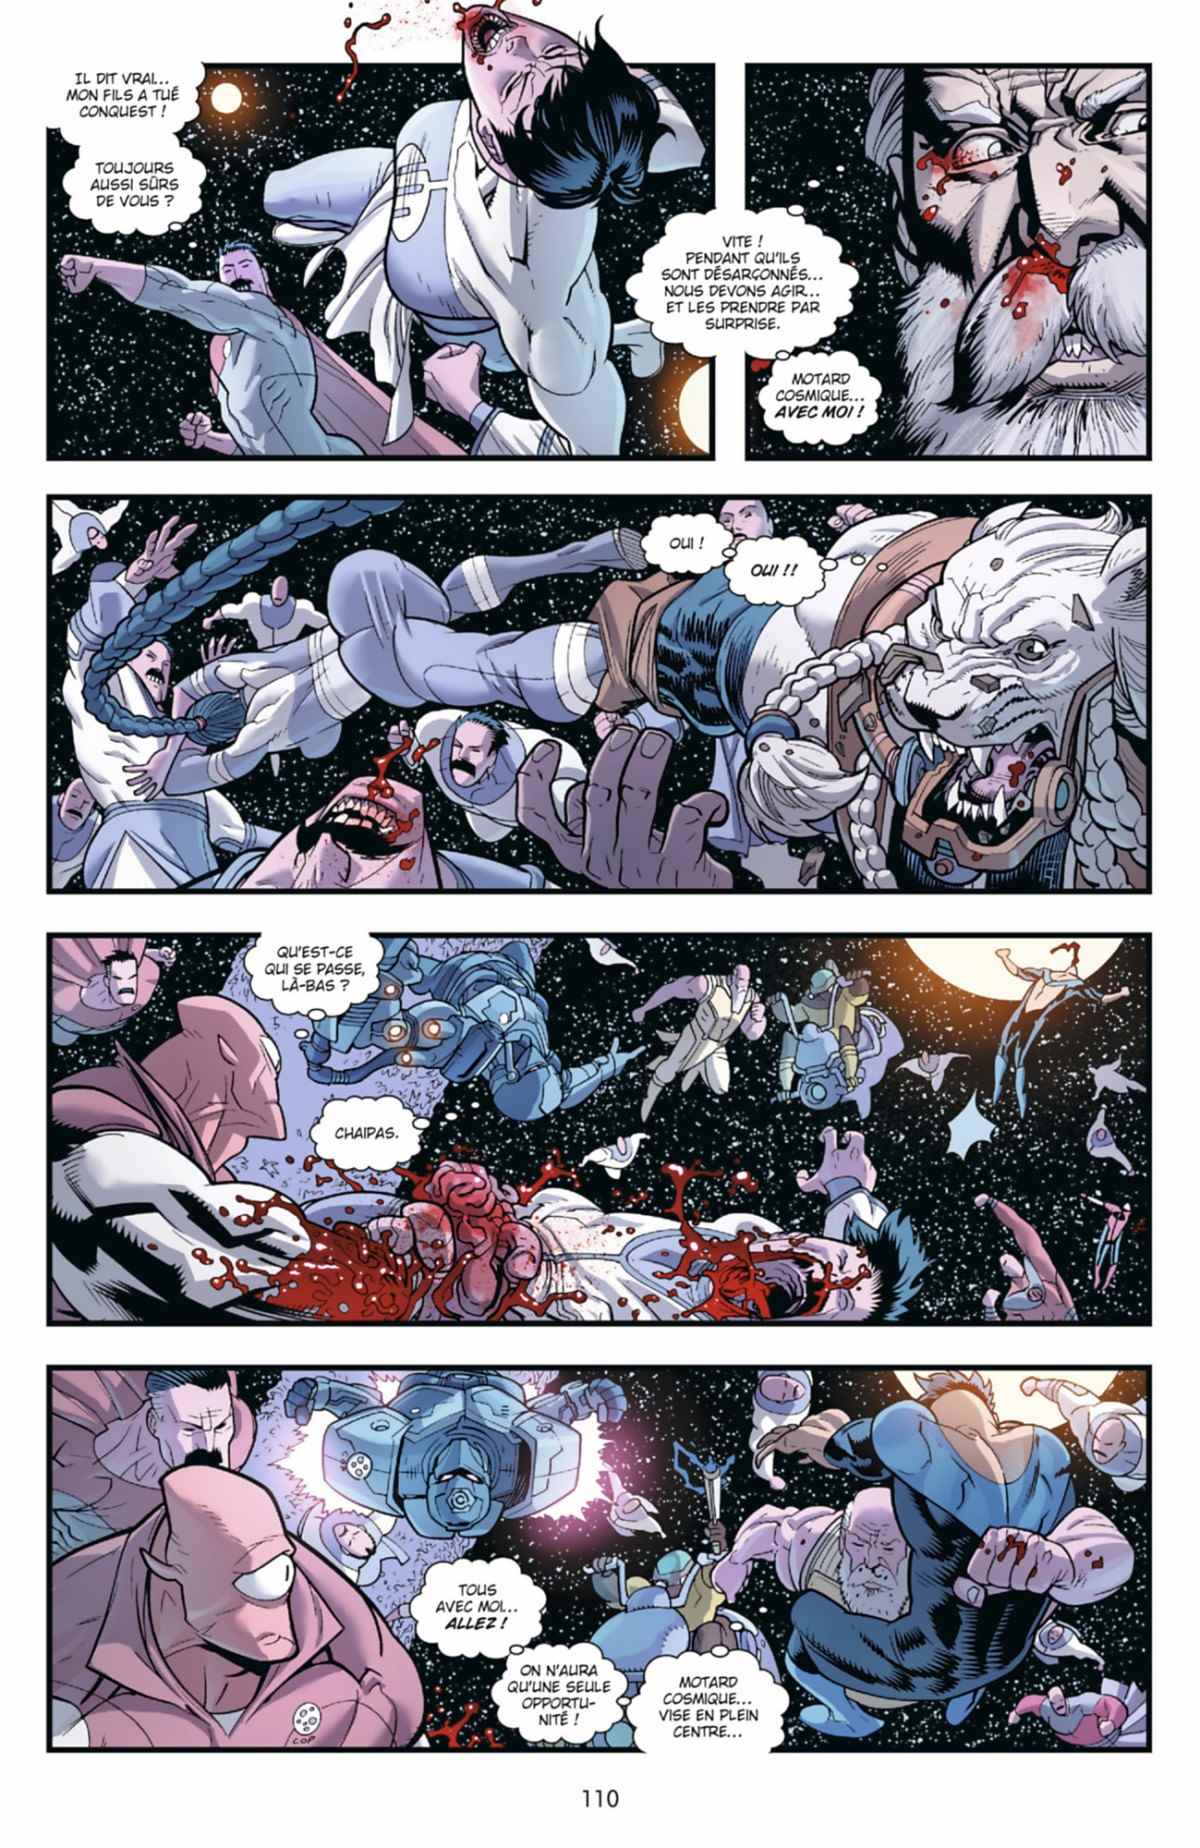 IL DIT VRAI...
MON FILS A TUÉ
CONQUEST !
TOUJOURS
AUSSI SÛRS
DE VOUS ?
VITE !
PENDANT QU'ILS
SONT DÉSARÇONNÉS...
NOUS DEVONS AGIR...
ET LES PRENDRE PAR
SURPRISE.
MOTARD
COSMIQUE...
AVEC MOI !
OUI !
OUI !!
QU'EST-CE
QUI SE PASSE,
LÀ-BAS ?
CHAIPAS.
TOUS
AVEC MOI...
ALLEZ !
ON N'AURA
QU'UNE SEULE
OPPORTU-
NITÉ !
MOTARD
COSMIQUE...
VISE EN PLEIN
CENTRE...
COP
110